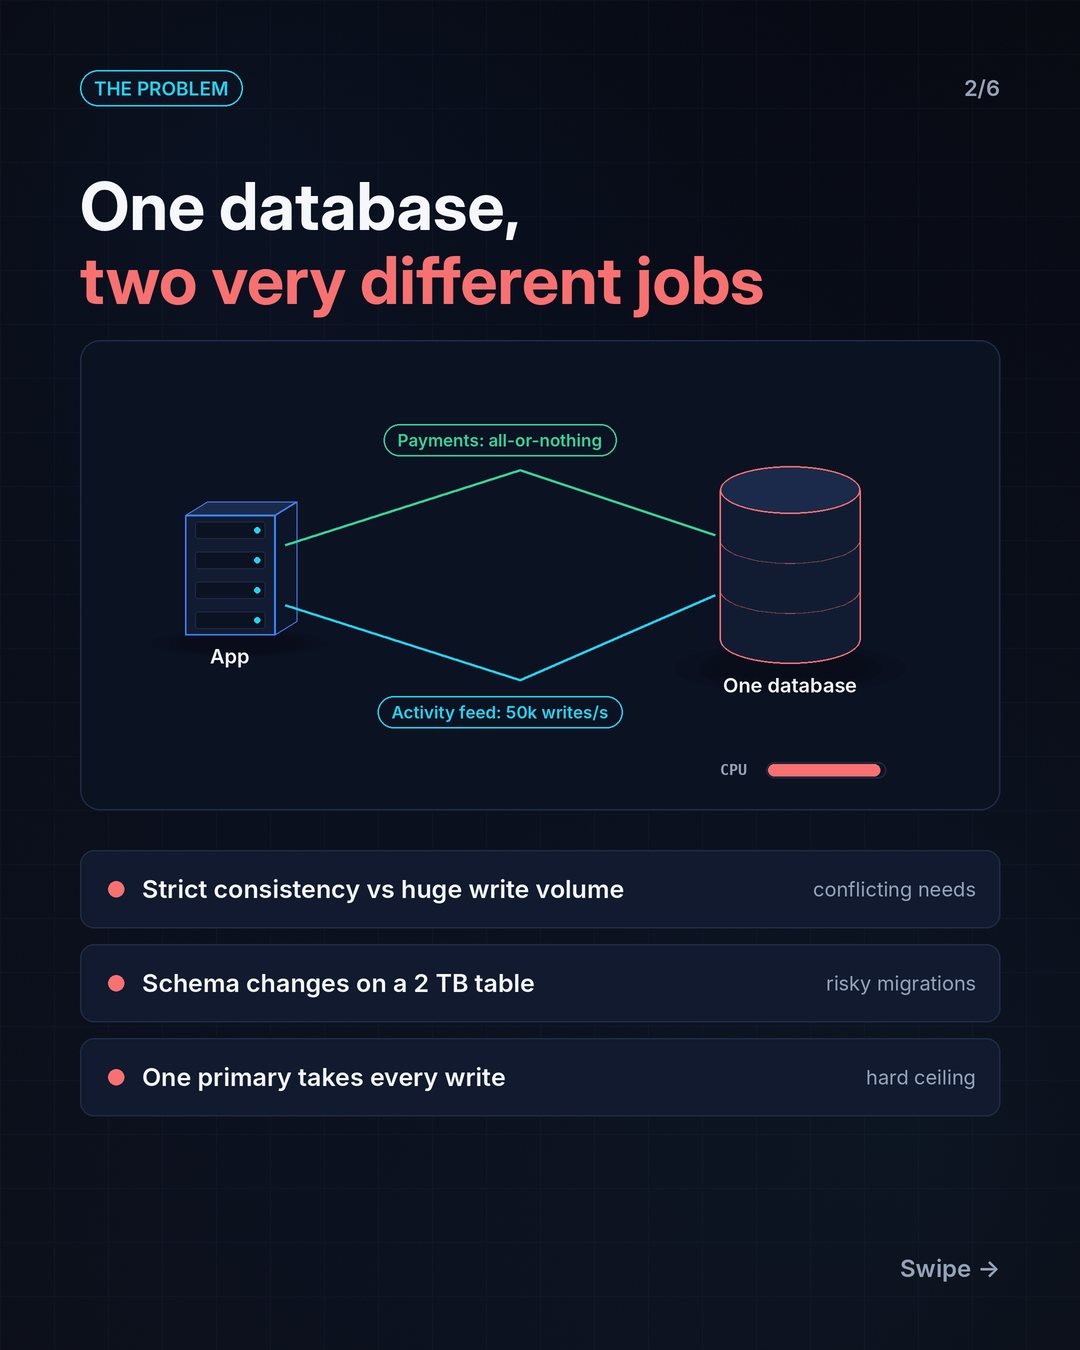 THE PROBLEM
2/6
One database,
two very different jobs
Payments: all-or-nothing
App
One database
Activity feed: 50k writes/s
CPU
Strict consistency vs huge write volume
conflicting needs
Schema changes on a 2 TB table
risky migrations
One primary takes every write
hard ceiling
Swipe →